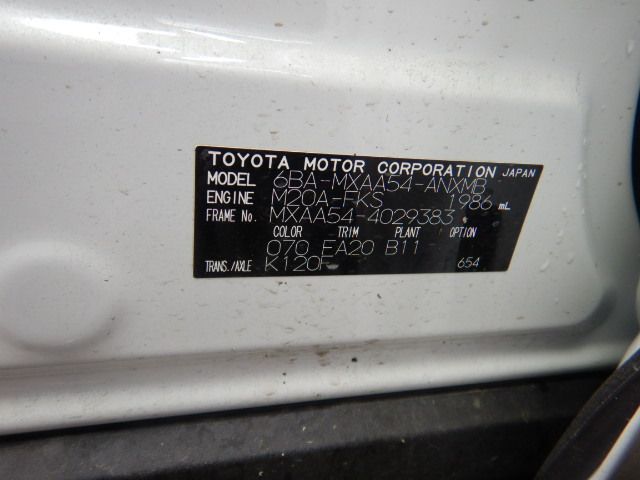 TOYOTA MOTOR CORPORATION JAPAN
MODEL 6BA-MXAA54-ANXMB
ENGINE M20A-FKS 1986 mL
FRAME No. MXAA54-4029383
COLOR TRIM PLANT OPTION
070 EA20 B11
TRANS./AXLE K120F 654